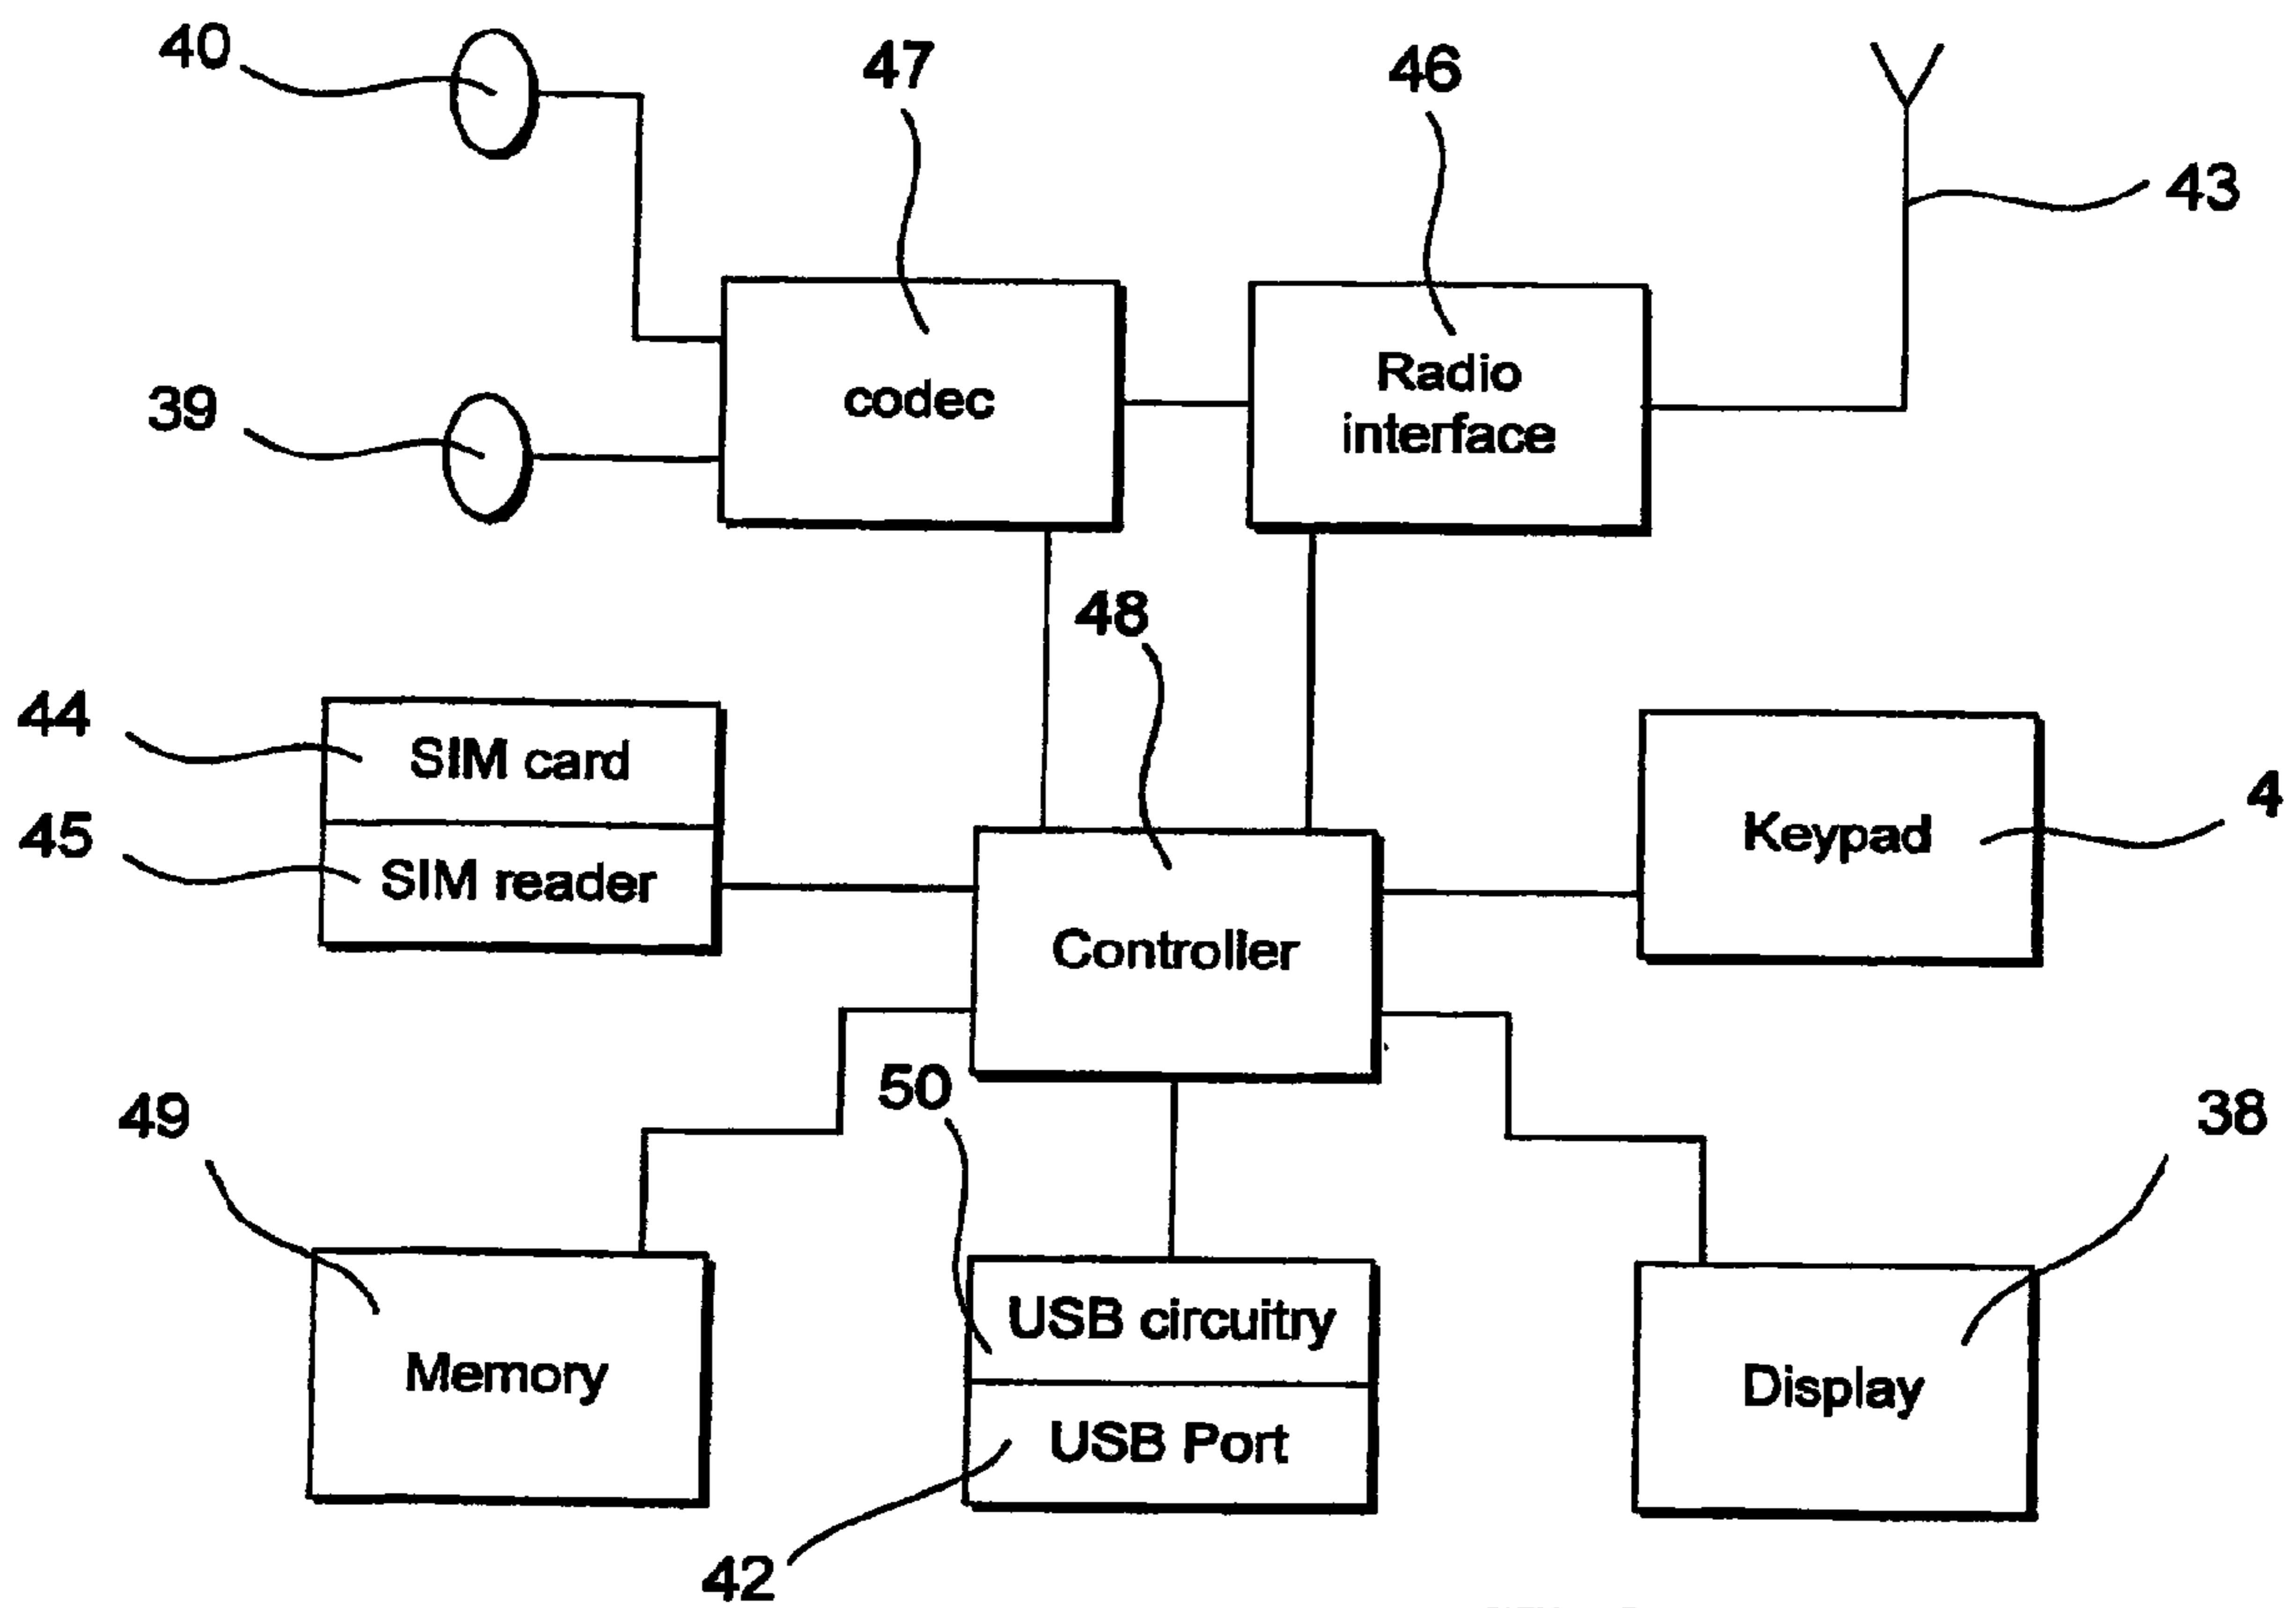 40
47
46
43
codec
Radio
interface
39
48
44
SIM card
45
SIM reader
Keypad
4
Controller
50
49
38
USB circuitry
Memory
Display
USB Port
42